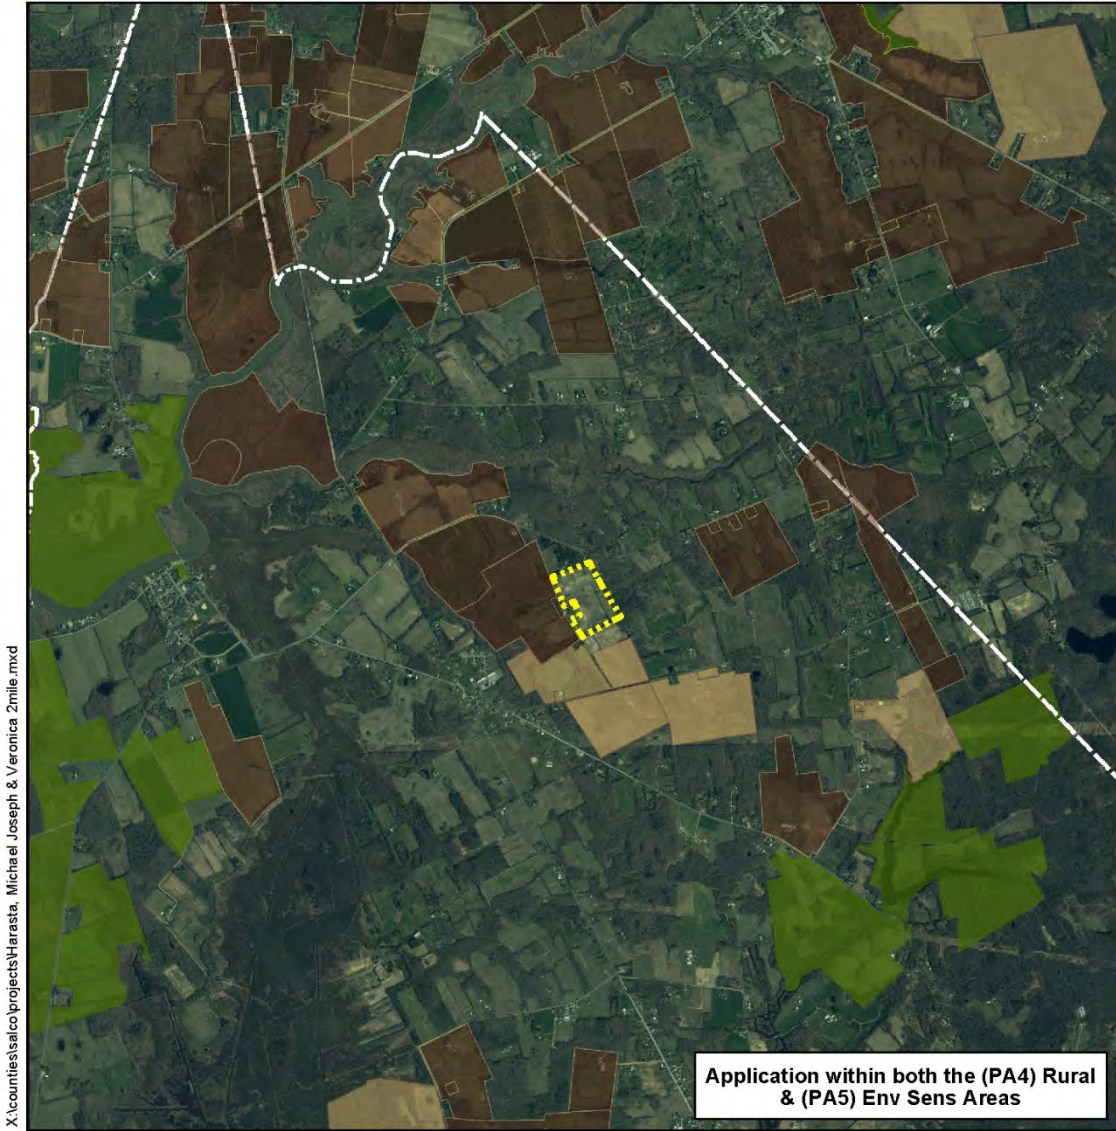 X:\counties\salco\projects\Harasta, Michael Joseph & Veronica 2mile.mxd
Application within both the (PA4) Rural
& (PA5) Env Sens Areas